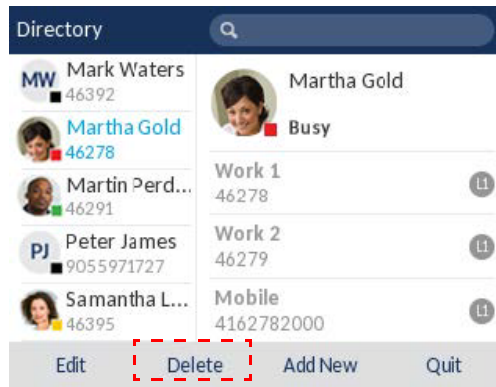 Directory
MW Mark Waters
46392
Martha Gold
46278
Martin Perd...
46291
PJ Peter James
9055971727
Samantha L...
46395
Martha Gold
Busy
Work 1
46278 L1
Work 2
46279 L1
Mobile
4162782000 L1
Edit Delete Add New Quit